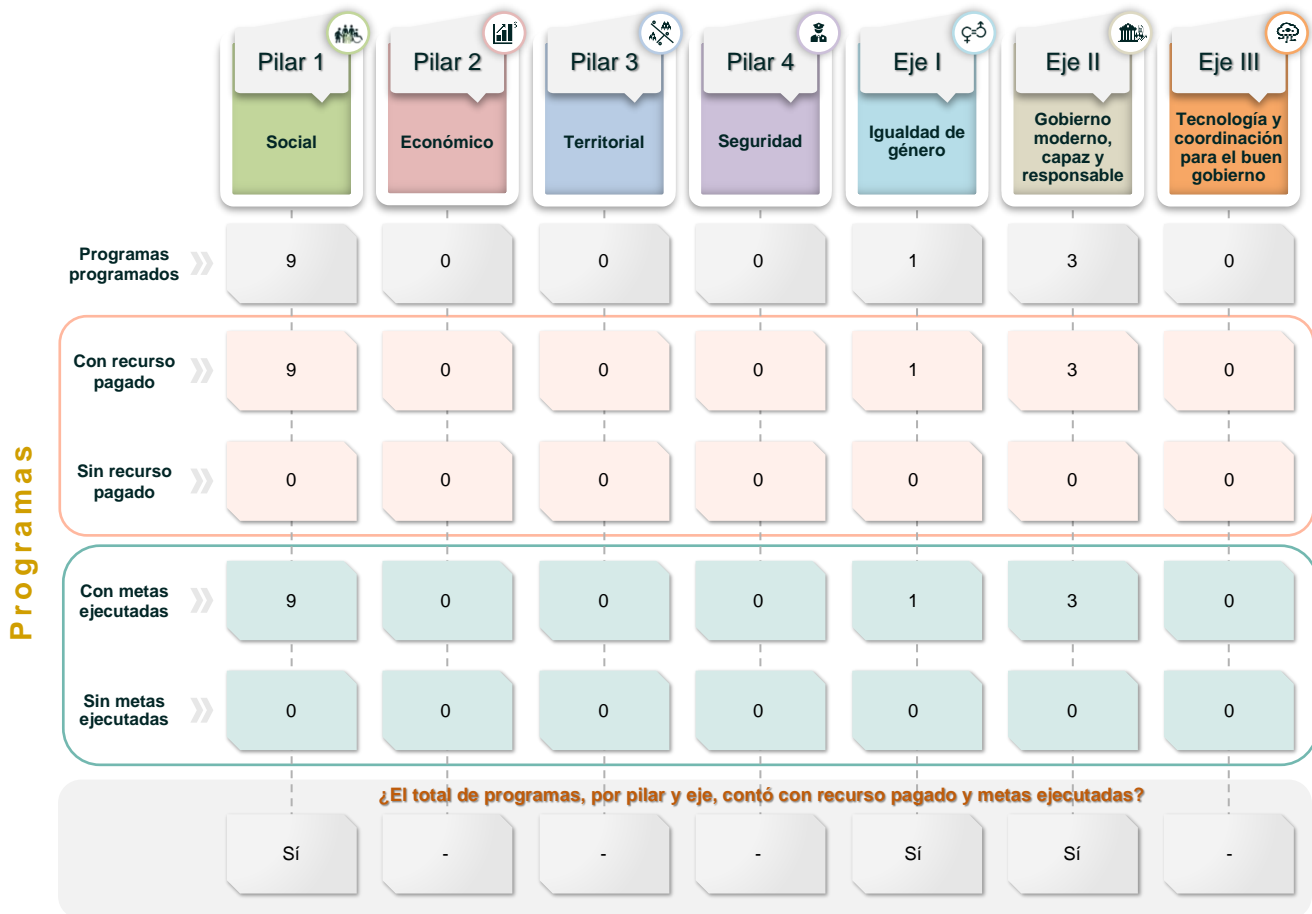 Pilar 1
Pilar 2
Pilar 3
Pilar 4
Eje I
Eje II
Eje III
Social
Económico
Territorial
Seguridad
Igualdad de
género
Gobierno
moderno,
capaz y
responsable
Tecnología y
coordinación
para el buen
gobierno
Programas
Programas
programados
9
0
0
0
1
3
0
Con recurso
pagado
9
0
0
0
1
3
0
Sin recurso
pagado
0
0
0
0
0
0
0
Con metas
ejecutadas
9
0
0
0
1
3
0
Sin metas
ejecutadas
0
0
0
0
0
0
0
¿El total de programas, por pilar y eje, contó con recurso pagado y metas ejecutadas?
Sí
-
-
-
Sí
Sí
-